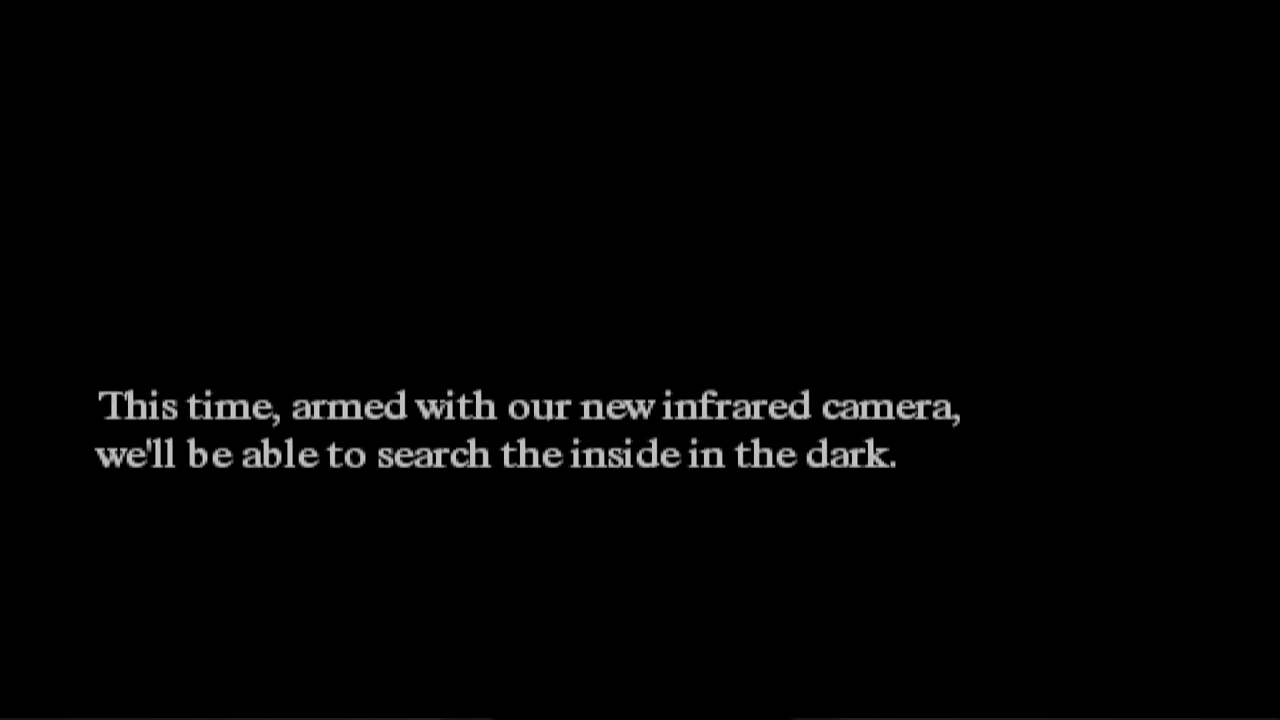 This time, armed with our new infrared camera,
we'll be able to search the inside in the dark.